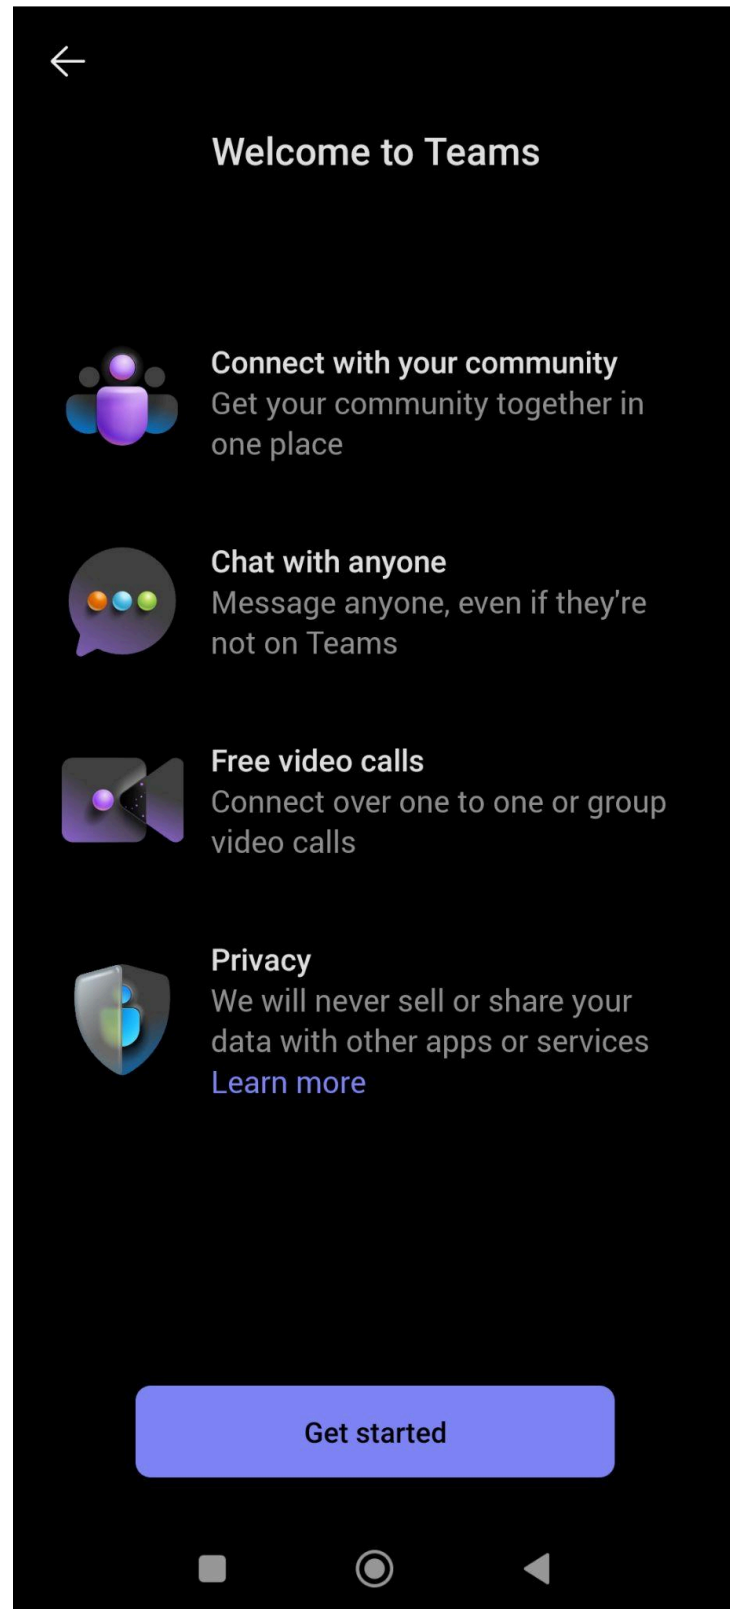 Welcome to Teams
Connect with your community
Get your community together in
one place
Chat with anyone
Message anyone, even if they're
not on Teams
Free video calls
Connect over one to one or group
video calls
Privacy
We will never sell or share your
data with other apps or services
Learn more
Get started